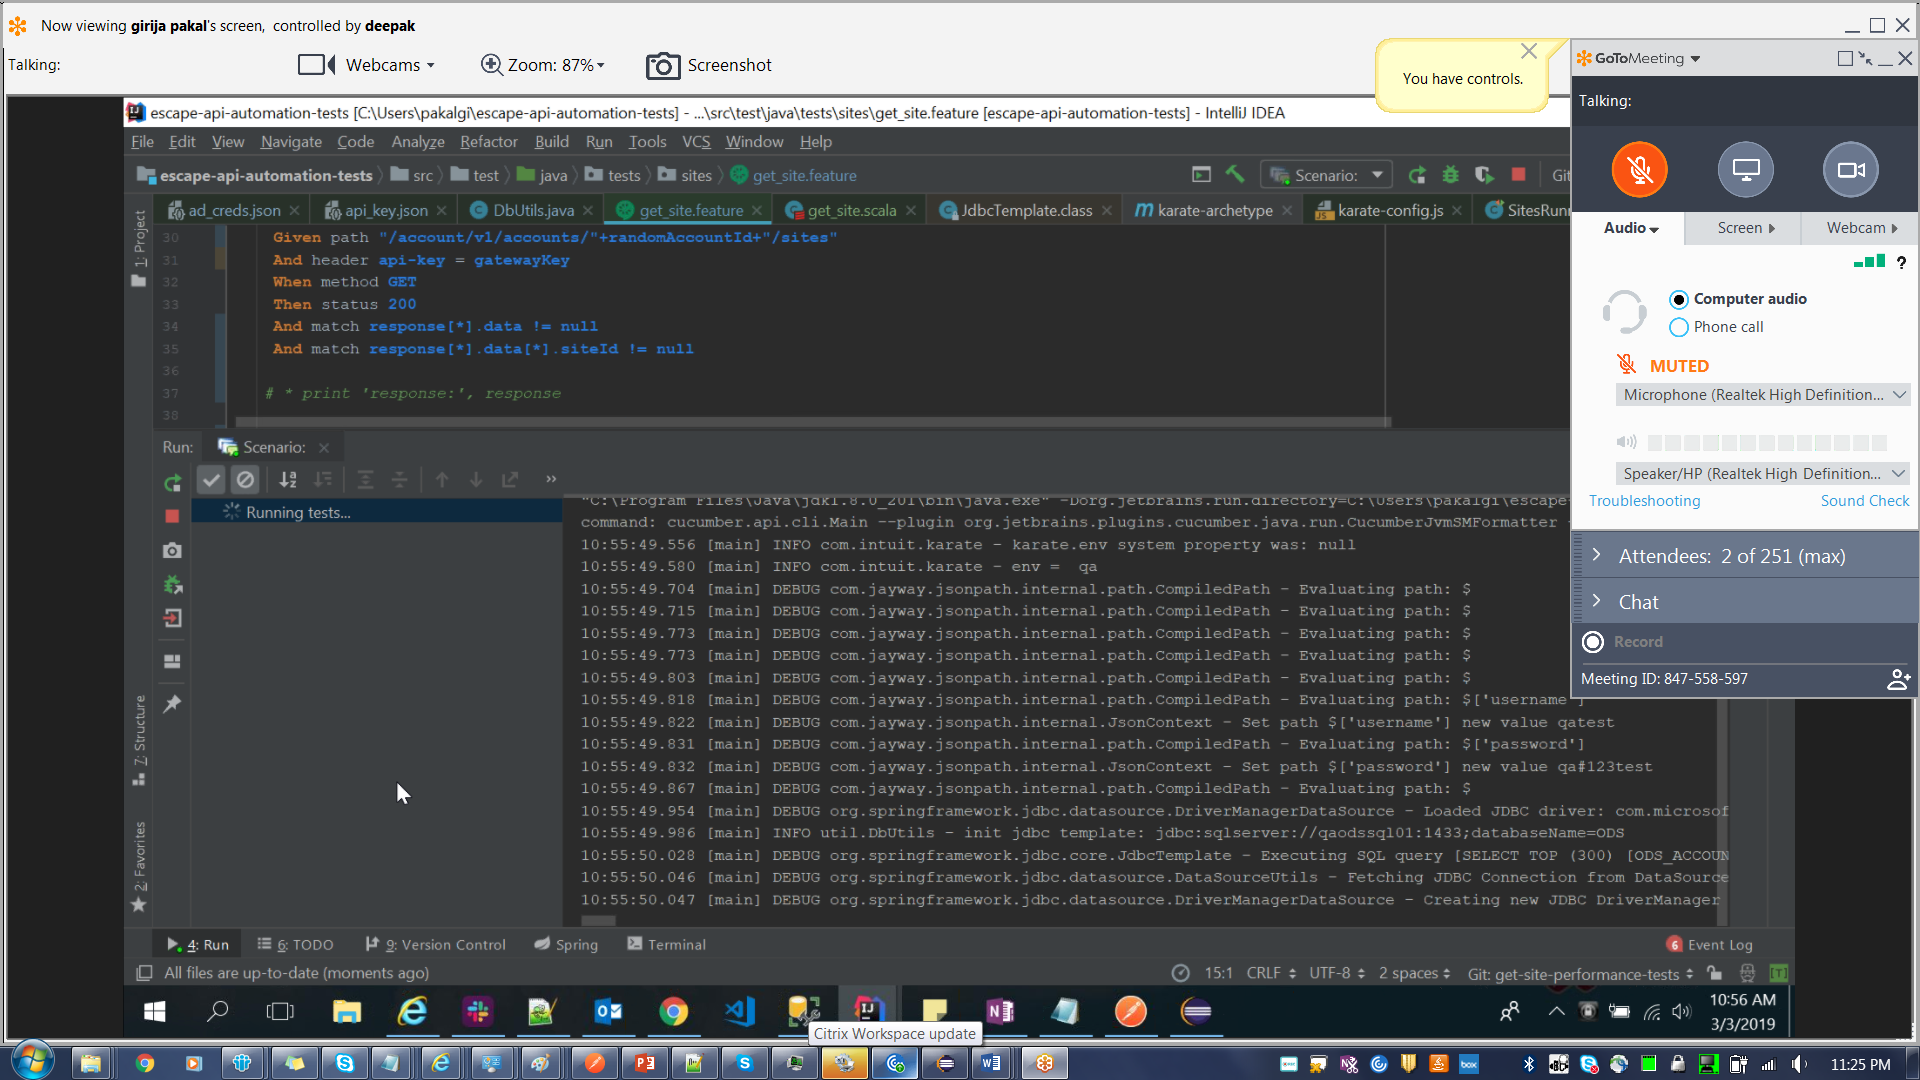 Now viewing girija pakal's screen, controlled by deepak
Talking:
Webcams
Zoom: 87%
Screenshot
You have controls.
GoToMeeting
Talking:
Audio
Screen
Webcam
?
Computer audio
Phone call
MUTED
Microphone (Realtek High Definition...
Speaker/HP (Realtek High Definition...
Troubleshooting
Sound Check
Attendees: 2 of 251 (max)
Chat
Record
Meeting ID: 847-558-597
escape-api-automation-tests [C:\Users\pakalgi\escape-api-automation-tests] - ...\src\test\java\tests\sites\get_site.feature [escape-api-automation-tests] - IntelliJ IDEA
File Edit View Navigate Code Analyze Refactor Build Run Tools VCS Window Help
escape-api-automation-tests src test java tests sites get_site.feature
Scenario:
Git
ad_creds.json api_key.json DbUtils.java get_site.feature get_site.scala JdbcTemplate.class karate-archetype karate-config.js SitesRun
1: Project
30 Given path "/account/v1/accounts/"+randomAccountId+"/sites"
31 And header api-key = gatewayKey
32 When method GET
33 Then status 200
34 And match response[*].data != null
35 And match response[*].data[*].siteId != null
36
37 # * print 'response:', response
38
Run: Scenario:
Running tests...
"C:\Program Files\Java\jdk1.8.0_201\bin\java.exe" -Dorg.jetbrains.run.directory=C:\Users\pakalgi\escape
command: cucumber.api.cli.Main --plugin org.jetbrains.plugins.cucumber.java.run.CucumberJvmSMFormatter
10:55:49.556 [main] INFO com.intuit.karate - karate.env system property was: null
10:55:49.580 [main] INFO com.intuit.karate - env = qa
10:55:49.704 [main] DEBUG com.jayway.jsonpath.internal.path.CompiledPath - Evaluating path: $
10:55:49.715 [main] DEBUG com.jayway.jsonpath.internal.path.CompiledPath - Evaluating path: $
10:55:49.773 [main] DEBUG com.jayway.jsonpath.internal.path.CompiledPath - Evaluating path: $
10:55:49.773 [main] DEBUG com.jayway.jsonpath.internal.path.CompiledPath - Evaluating path: $
10:55:49.803 [main] DEBUG com.jayway.jsonpath.internal.path.CompiledPath - Evaluating path: $
10:55:49.818 [main] DEBUG com.jayway.jsonpath.internal.path.CompiledPath - Evaluating path: $['username']
10:55:49.822 [main] DEBUG com.jayway.jsonpath.internal.JsonContext - Set path $['username'] new value qatest
10:55:49.831 [main] DEBUG com.jayway.jsonpath.internal.path.CompiledPath - Evaluating path: $['password']
10:55:49.832 [main] DEBUG com.jayway.jsonpath.internal.JsonContext - Set path $['password'] new value qa#123test
10:55:49.867 [main] DEBUG com.jayway.jsonpath.internal.path.CompiledPath - Evaluating path: $
10:55:49.954 [main] DEBUG org.springframework.jdbc.datasource.DriverManagerDataSource - Loaded JDBC driver: com.microsof
10:55:49.986 [main] INFO util.DbUtils - init jdbc template: jdbc:sqlserver://qaodssql01:1433;databaseName=ODS
10:55:50.028 [main] DEBUG org.springframework.jdbc.core.JdbcTemplate - Executing SQL query [SELECT TOP (300) [ODS_ACCOUN
10:55:50.046 [main] DEBUG org.springframework.jdbc.datasource.DataSourceUtils - Fetching JDBC Connection from DataSource
10:55:50.047 [main] DEBUG org.springframework.jdbc.datasource.DriverManagerDataSource - Creating new JDBC DriverManager
7: Structure
2: Favorites
4: Run 6: TODO 9: Version Control Spring Terminal
6 Event Log
All files are up-to-date (moments ago)
15:1 CRLF UTF-8 2 spaces Git: get-site-performance-tests
[T]
10:56 AM
3/3/2019
Citrix Workspace update
11:25 PM